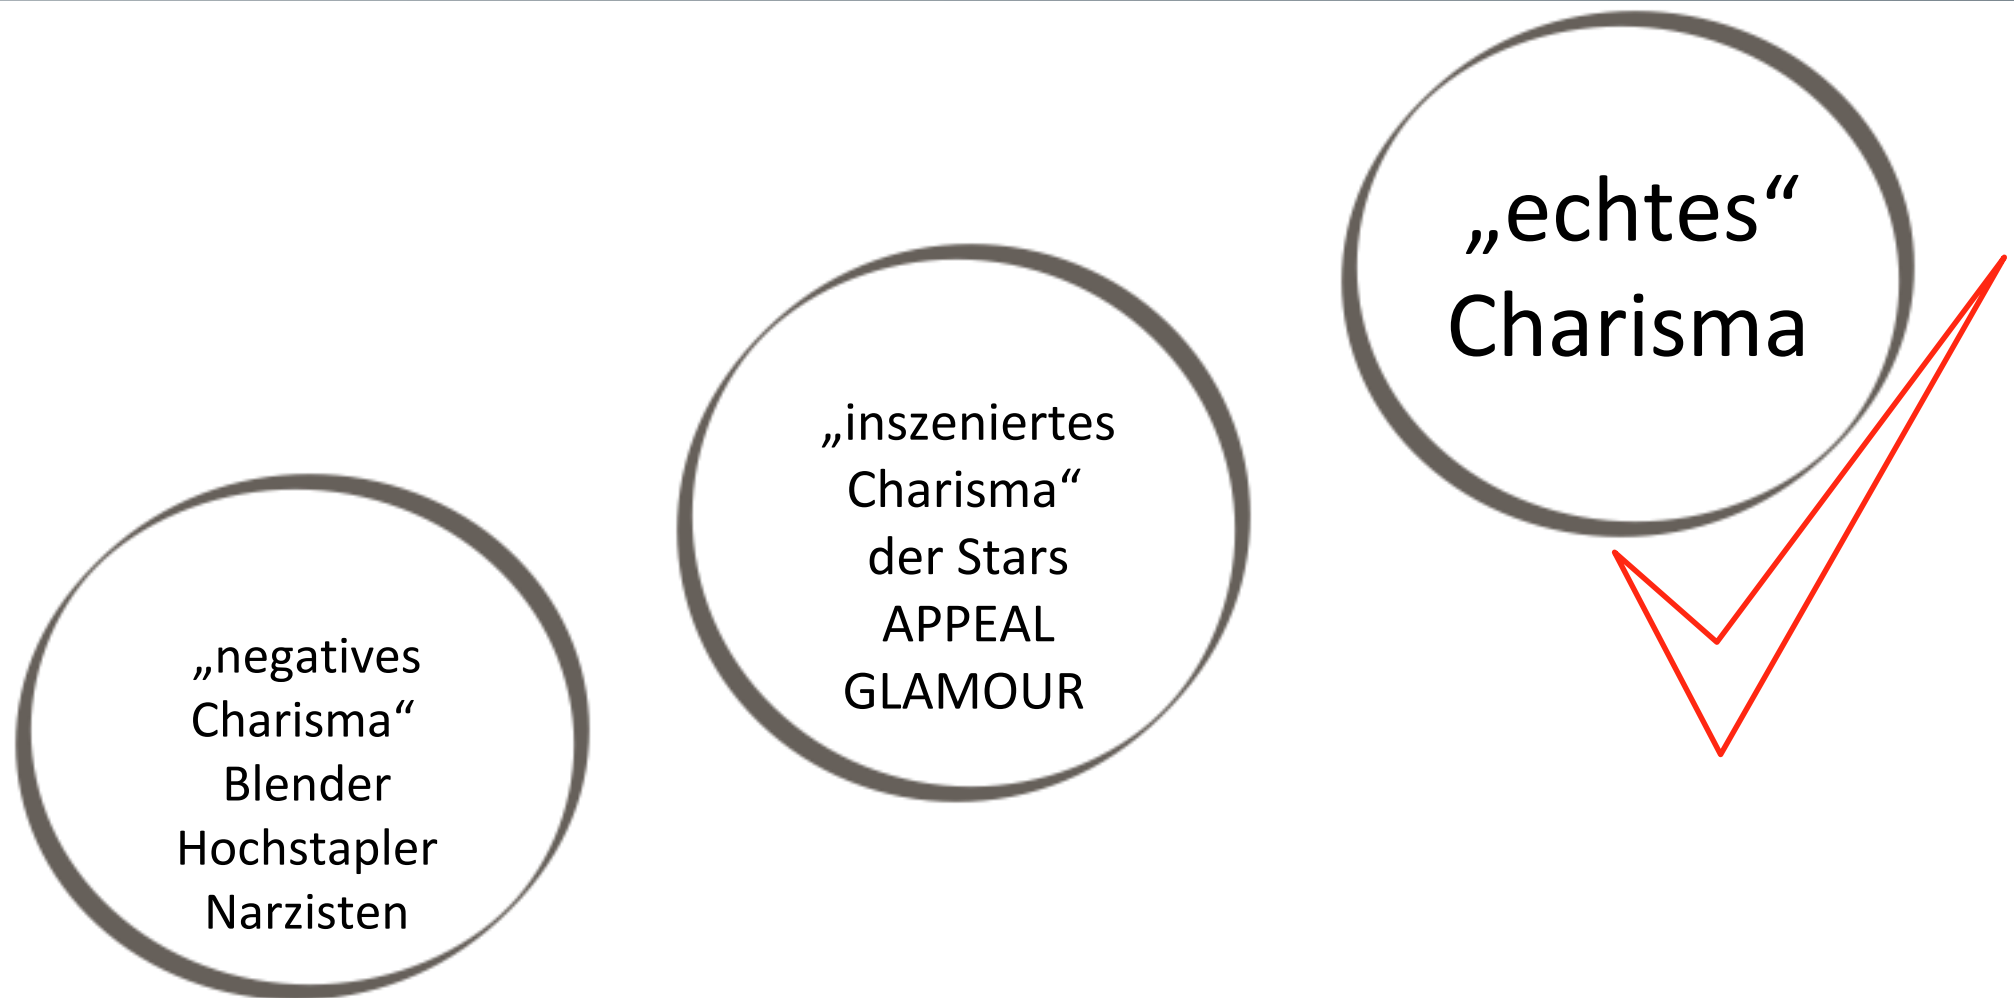 „negatives
Charisma“
Blender
Hochstapler
Narzisten
„inszeniertes
Charisma“
der Stars
APPEAL
GLAMOUR
„echtes“
Charisma